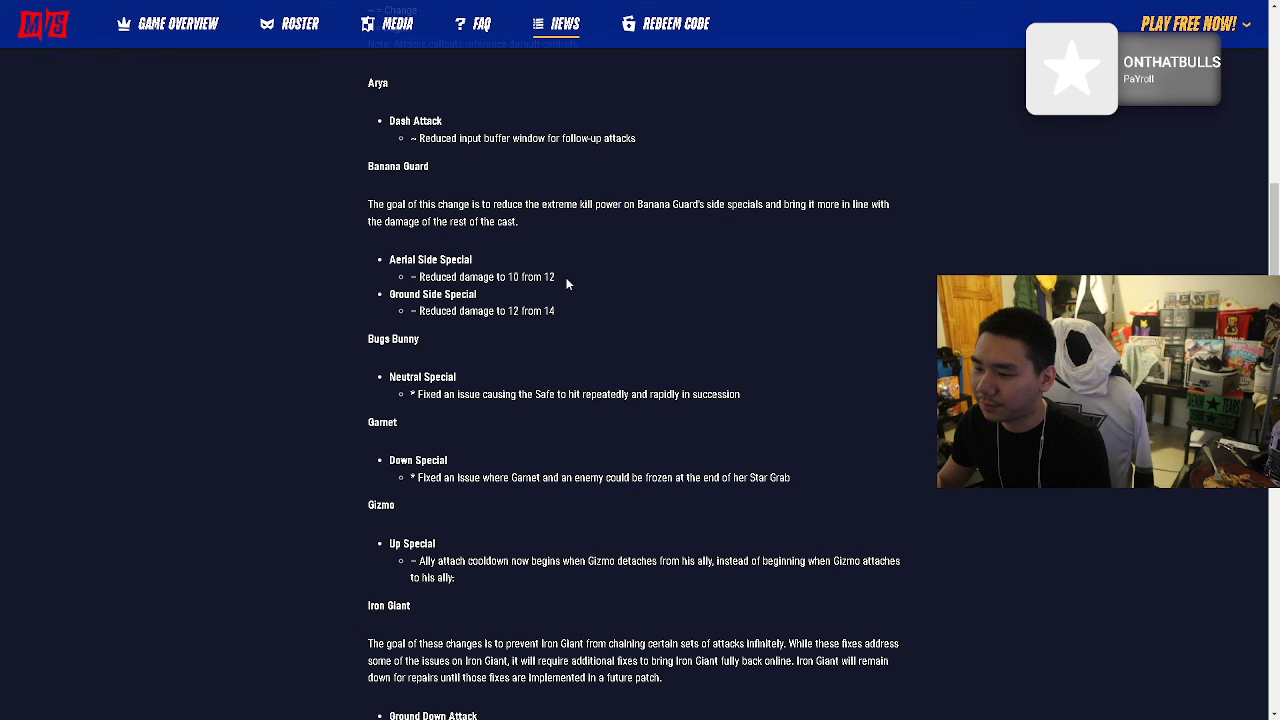 ~ = Change
Note: Attacks callouts reference default controls.
M/S
GAME OVERVIEW
ROSTER
MEDIA
? FAQ
NEWS
REDEEM CODE
PLAY FREE NOW!
ONTHATBULLS
PaYroll
Arya
• Dash Attack
~ Reduced input buffer window for follow-up attacks
Banana Guard
The goal of this change is to reduce the extreme kill power on Banana Guard's side specials and bring it more in line with
the damage of the rest of the cast.
• Aerial Side Special
– Reduced damage to 10 from 12
• Ground Side Special
– Reduced damage to 12 from 14
Bugs Bunny
• Neutral Special
* Fixed an issue causing the Safe to hit repeatedly and rapidly in succession
Garnet
• Down Special
* Fixed an issue where Garnet and an enemy could be frozen at the end of her Star Grab
Gizmo
• Up Special
– Ally attach cooldown now begins when Gizmo detaches from his ally, instead of beginning when Gizmo attaches
to his ally.
Iron Giant
The goal of these changes is to prevent Iron Giant from chaining certain sets of attacks infinitely. While these fixes address
some of the issues on Iron Giant, it will require additional fixes to bring Iron Giant fully back online. Iron Giant will remain
down for repairs until those fixes are implemented in a future patch.
• Ground Down Attack
DENIM
TEARS